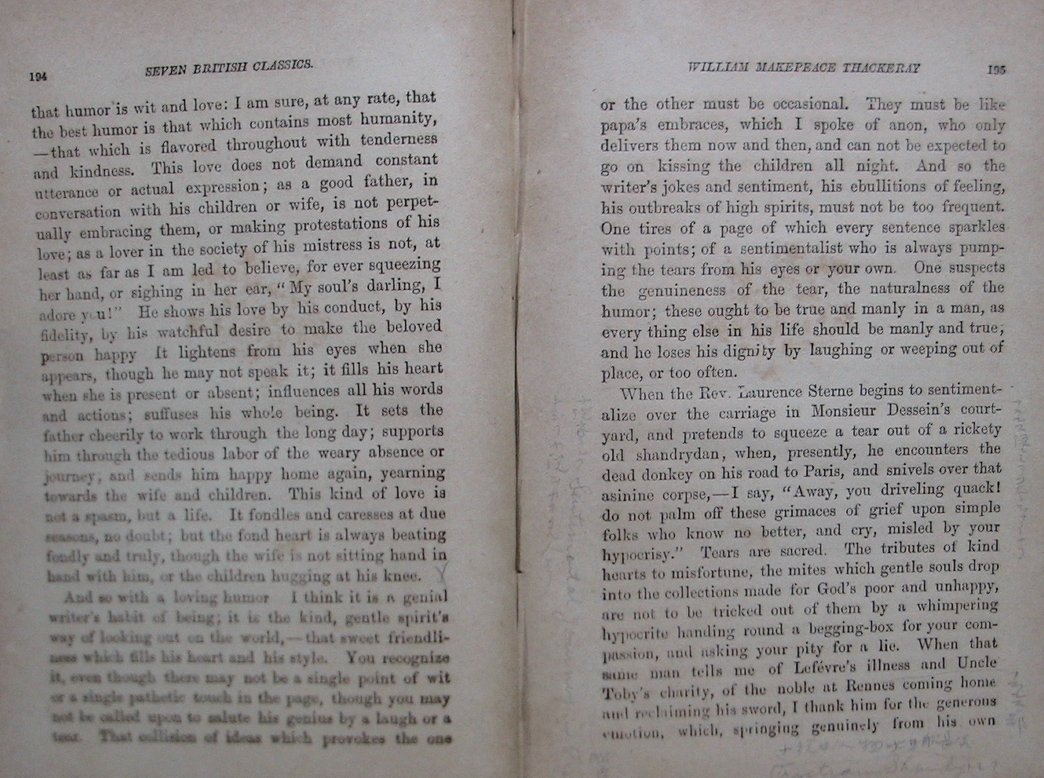 194
SEVEN BRITISH CLASSICS.
that humor is wit and love: I am sure, at any rate, that
the best humor is that which contains most humanity,
—that which is flavored throughout with tenderness
and kindness. This love does not demand constant
utterance or actual expression; as a good father, in
conversation with his children or wife, is not perpet-
ually embracing them, or making protestations of his
love; as a lover in the society of his mistress is not, at
least as far as I am led to believe, for ever squeezing
her hand, or sighing in her ear, "My soul's darling, I
adore you!" He shows his love by his conduct, by his
fidelity, by his watchful desire to make the beloved
person happy It lightens from his eyes when she
appears, though he may not speak it; it fills his heart
when she is present or absent; influences all his words
and actions; suffuses his whole being. It sets the
father cheerily to work through the long day; supports
him through the tedious labor of the weary absence or
journey, and sends him happy home again, yearning
towards the wife and children. This kind of love is
not a spasm, but a life. It fondles and caresses at due
seasons, no doubt; but the fond heart is always beating
fondly and truly, though the wife is not sitting hand in
hand with him, or the children hugging at his knee.
And so with a loving humor I think it is a genial
writer's habit of being; it is the kind, gentle spirit's
way of looking out on the world,—that sweet friendli-
ness which fills his heart and his style. You recognize
it, even though there may not be a single point of wit
or a single pathetic touch in the page, though you may
not be called upon to salute his genius by a laugh or a
tear. That collision of ideas which provokes the one
WILLIAM MAKEPEACE THACKERAY
195
or the other must be occasional. They must be like
papa's embraces, which I spoke of anon, who only
delivers them now and then, and can not be expected to
go on kissing the children all night. And so the
writer's jokes and sentiment, his ebullitions of feeling,
his outbreaks of high spirits, must not be too frequent.
One tires of a page of which every sentence sparkles
with points; of a sentimentalist who is always pump-
ing the tears from his eyes or your own. One suspects
the genuineness of the tear, the naturalness of the
humor; these ought to be true and manly in a man, as
every thing else in his life should be manly and true;
and he loses his dignity by laughing or weeping out of
place, or too often.
When the Rev. Laurence Sterne begins to sentiment-
alize over the carriage in Monsieur Dessein's court-
yard, and pretends to squeeze a tear out of a rickety
old shandrydan, when, presently, he encounters the
dead donkey on his road to Paris, and snivels over that
asinine corpse,—I say, "Away, you driveling quack!
do not palm off these grimaces of grief upon simple
folks who know no better, and cry, misled by your
hypocrisy." Tears are sacred. The tributes of kind
hearts to misfortune, the mites which gentle souls drop
into the collections made for God's poor and unhappy,
are not to be tricked out of them by a whimpering
hypocrite handing round a begging-box for your com-
passion, and asking your pity for a lie. When that
same man tells me of Lefévre's illness and Uncle
Toby's charity, of the noble at Rennes coming home
and reclaiming his sword, I thank him for the generous
emotion, which, springing genuinely from his own